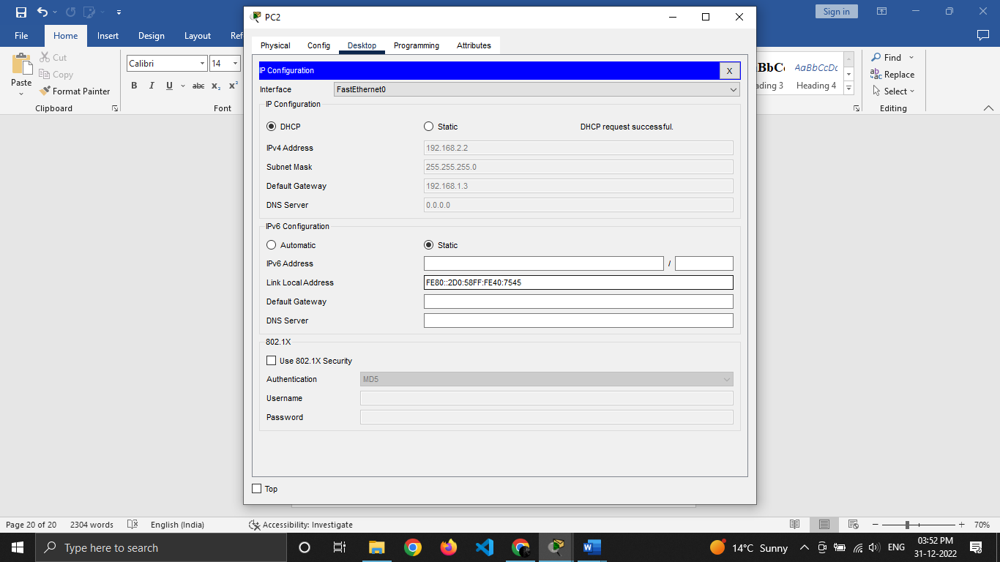 PC2
Sign in
File Home Insert Design Layout Ref
Physical Config Desktop Programming Attributes
Cut
Copy
Paste
Format Painter
Clipboard
Calibri 14
B I U abc x₂ x²
Font
IP Configuration X
Interface FastEthernet0
IP Configuration
DHCP Static DHCP request successful.
IPv4 Address 192.168.2.2
Subnet Mask 255.255.255.0
Default Gateway 192.168.1.3
DNS Server 0.0.0.0
IPv6 Configuration
Automatic Static
IPv6 Address /
Link Local Address FE80::2D0:58FF:FE40:7545
Default Gateway
DNS Server
802.1X
Use 802.1X Security
Authentication MD5
Username
Password
Top
BbCc AaBbCcDc
ding 3 Heading 4
Find
Replace
Select
Editing
Page 20 of 20 2304 words English (India) Accessibility: Investigate 70%
Type here to search
14°C Sunny ENG 03:52 PM
31-12-2022